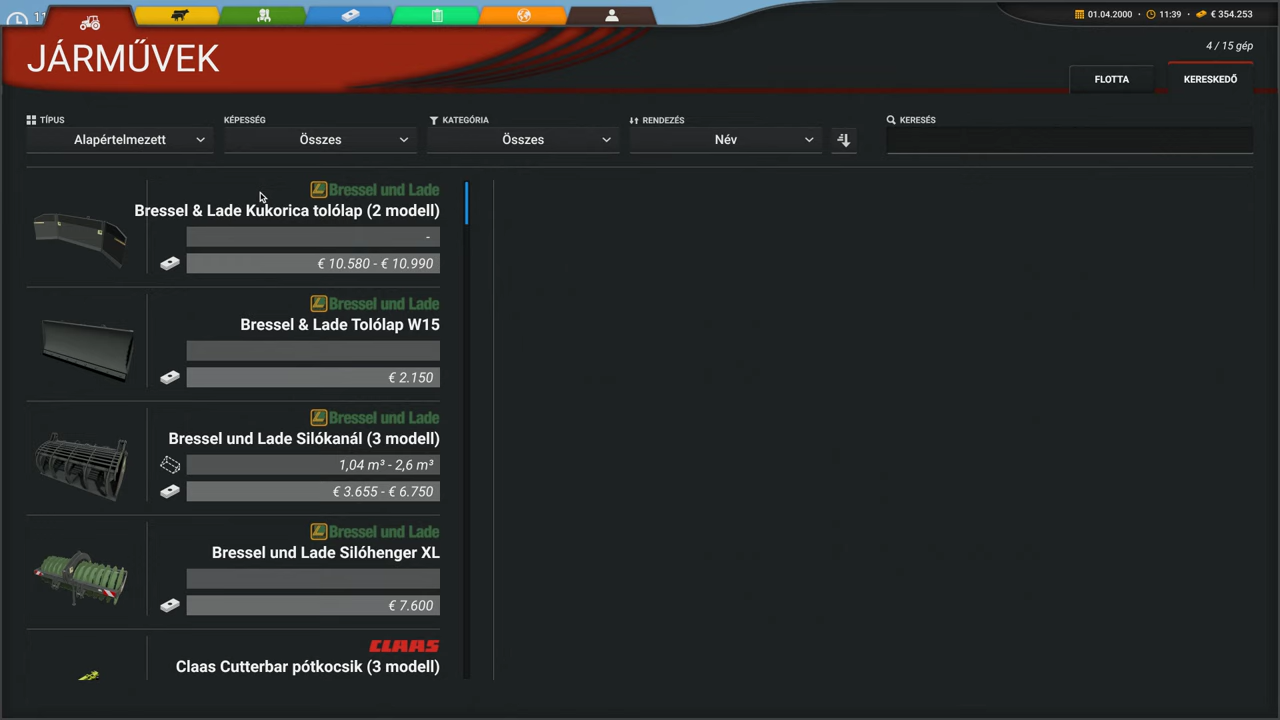 01.04.2000 • 11:39 • € 354.253
JÁRMŰVEK
4 / 15 gép
FLOTTA
KERESKEDŐ
TÍPUS
Alapértelmezett
KÉPESSÉG
Összes
KATEGÓRIA
Összes
RENDEZÉS
Név
KERESÉS
Bressel und Lade
Bressel & Lade Kukorica tolólap (2 modell)
-
€ 10.580 - € 10.990
Bressel und Lade
Bressel & Lade Tolólap W15
€ 2.150
Bressel und Lade
Bressel und Lade Silókanál (3 modell)
1,04 m³ - 2,6 m³
€ 3.655 - € 6.750
Bressel und Lade
Bressel und Lade Silóhenger XL
€ 7.600
CLAAS
Claas Cutterbar pótkocsik (3 modell)